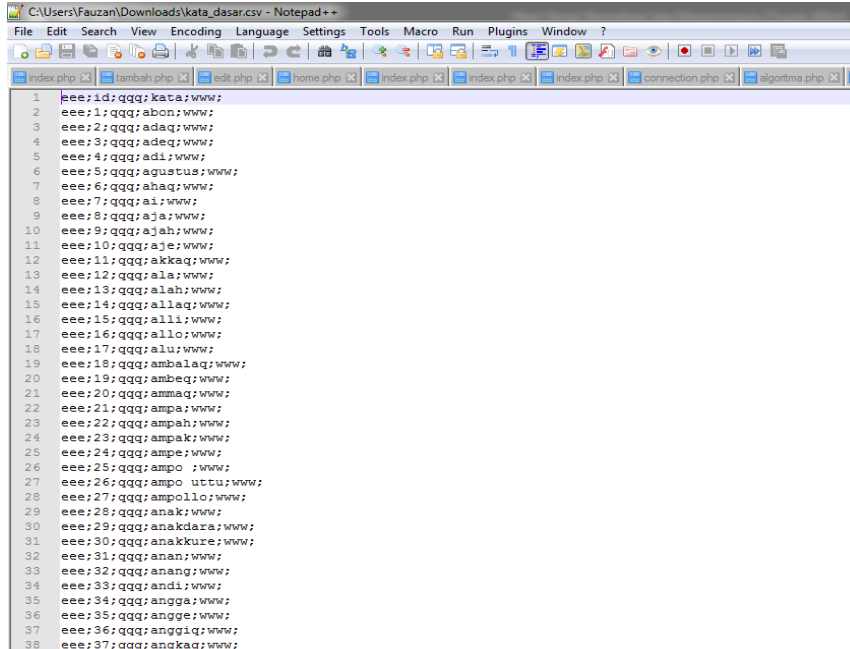 C:\Users\Fauzan\Downloads\kata_dasar.csv - Notepad++
File Edit Search View Encoding Language Settings Tools Macro Run Plugins Window ?
index.php tambah.php edit.php home.php index.php index.php index.php connection.php algoritma.php
1 eee;id;qqq;kata;www;
2 eee;1;qqq;abon;www;
3 eee;2;qqq;adaq;www;
4 eee;3;qqq;adeq;www;
5 eee;4;qqq;adi;www;
6 eee;5;qqq;agustus;www;
7 eee;6;qqq;ahaq;www;
8 eee;7;qqq;ai;www;
9 eee;8;qqq;aja;www;
10 eee;9;qqq;ajah;www;
11 eee;10;qqq;aje;www;
12 eee;11;qqq;akkaq;www;
13 eee;12;qqq;ala;www;
14 eee;13;qqq;alah;www;
15 eee;14;qqq;allaq;www;
16 eee;15;qqq;alli;www;
17 eee;16;qqq;allo;www;
18 eee;17;qqq;alu;www;
19 eee;18;qqq;ambalaq;www;
20 eee;19;qqq;ambeq;www;
21 eee;20;qqq;ammaq;www;
22 eee;21;qqq;ampa;www;
23 eee;22;qqq;ampah;www;
24 eee;23;qqq;ampak;www;
25 eee;24;qqq;ampe;www;
26 eee;25;qqq;ampo ;www;
27 eee;26;qqq;ampo uttu;www;
28 eee;27;qqq;ampollo;www;
29 eee;28;qqq;anak;www;
30 eee;29;qqq;anakdara;www;
31 eee;30;qqq;anakkure;www;
32 eee;31;qqq;anan;www;
33 eee;32;qqq;anang;www;
34 eee;33;qqq;andi;www;
35 eee;34;qqq;angga;www;
36 eee;35;qqq;angge;www;
37 eee;36;qqq;anggiq;www;
38 eee;37;qqq;angkaq;www;